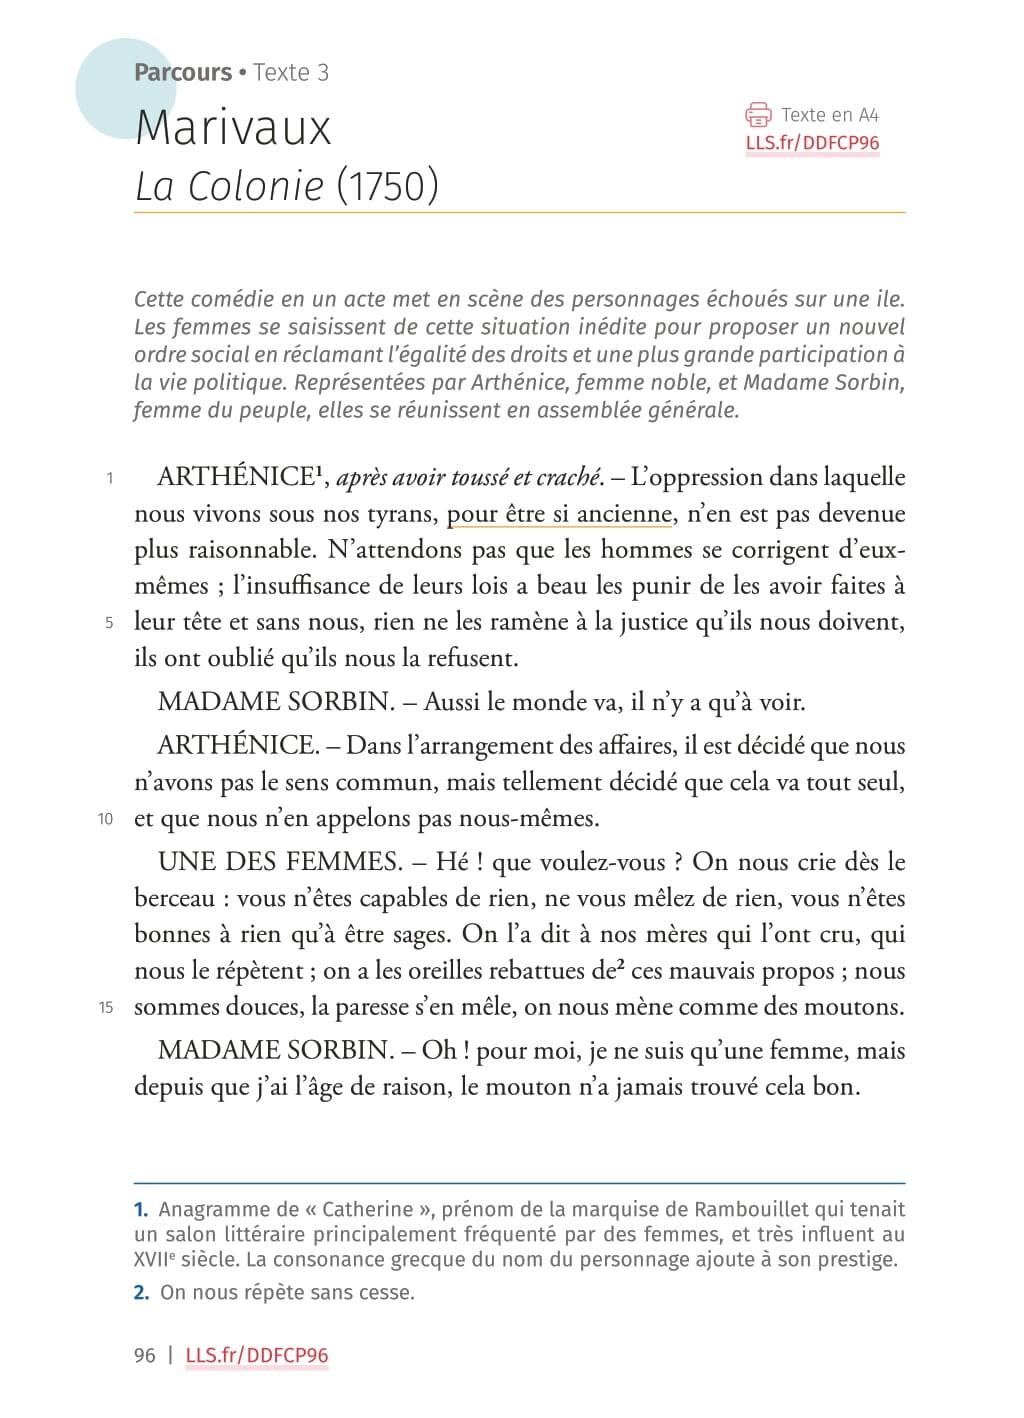 Parcours • Texte 3
Marivaux
La Colonie (1750)
Texte en A4
LLS.fr/DDFCP96
Cette comédie en un acte met en scène des personnages échoués sur une ile.
Les femmes se saisissent de cette situation inédite pour proposer un nouvel
ordre social en réclamant l'égalité des droits et une plus grande participation à
la vie politique. Représentées par Arthénice, femme noble, et Madame Sorbin,
femme du peuple, elles se réunissent en assemblée générale.
1 ARTHÉNICE¹, après avoir toussé et craché. – L'oppression dans laquelle
nous vivons sous nos tyrans, pour être si ancienne, n'en est pas devenue
plus raisonnable. N'attendons pas que les hommes se corrigent d'eux-
mêmes ; l'insuffisance de leurs lois a beau les punir de les avoir faites à
5 leur tête et sans nous, rien ne les ramène à la justice qu'ils nous doivent,
ils ont oublié qu'ils nous la refusent.
MADAME SORBIN. – Aussi le monde va, il n'y a qu'à voir.
ARTHÉNICE. – Dans l'arrangement des affaires, il est décidé que nous
n'avons pas le sens commun, mais tellement décidé que cela va tout seul,
10 et que nous n'en appelons pas nous-mêmes.
UNE DES FEMMES. – Hé ! que voulez-vous ? On nous crie dès le
berceau : vous n'êtes capables de rien, ne vous mêlez de rien, vous n'êtes
bonnes à rien qu'à être sages. On l'a dit à nos mères qui l'ont cru, qui
nous le répètent ; on a les oreilles rebattues de² ces mauvais propos ; nous
15 sommes douces, la paresse s'en mêle, on nous mène comme des moutons.
MADAME SORBIN. – Oh ! pour moi, je ne suis qu'une femme, mais
depuis que j'ai l'âge de raison, le mouton n'a jamais trouvé cela bon.
1. Anagramme de « Catherine », prénom de la marquise de Rambouillet qui tenait
un salon littéraire principalement fréquenté par des femmes, et très influent au
XVIIᵉ siècle. La consonance grecque du nom du personnage ajoute à son prestige.
2. On nous répète sans cesse.
96 | LLS.fr/DDFCP96